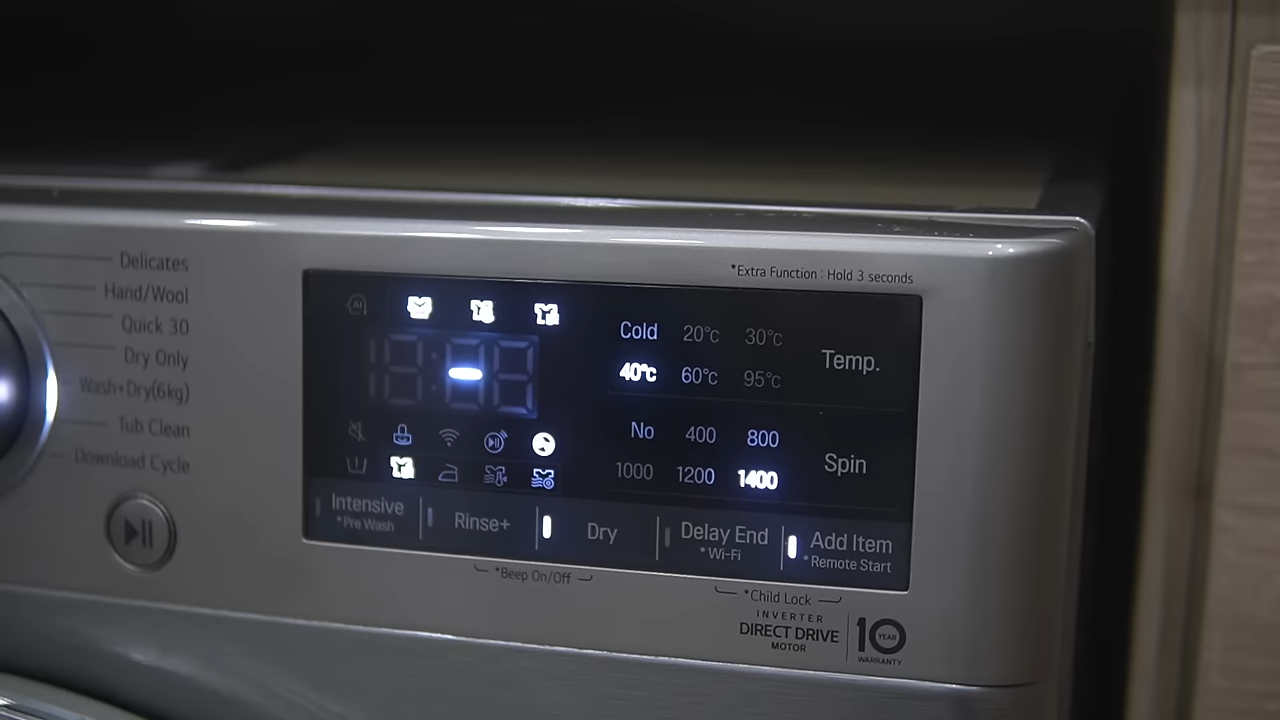 Delicates
Hand/Wool
Quick 30
Dry Only
Wash+Dry(6kg)
Tub Clean
Download Cycle
*Extra Function : Hold 3 seconds
AI
Cold 20°C 30°C
40°C 60°C 95°C
Temp.
No 400 800
1000 1200 1400
Spin
Intensive
*Pre Wash
Rinse+
Dry
Delay End
*Wi-Fi
Add Item
*Remote Start
*Beep On/Off
*Child Lock
INVERTER
DIRECT DRIVE
MOTOR
10 YEAR
WARRANTY